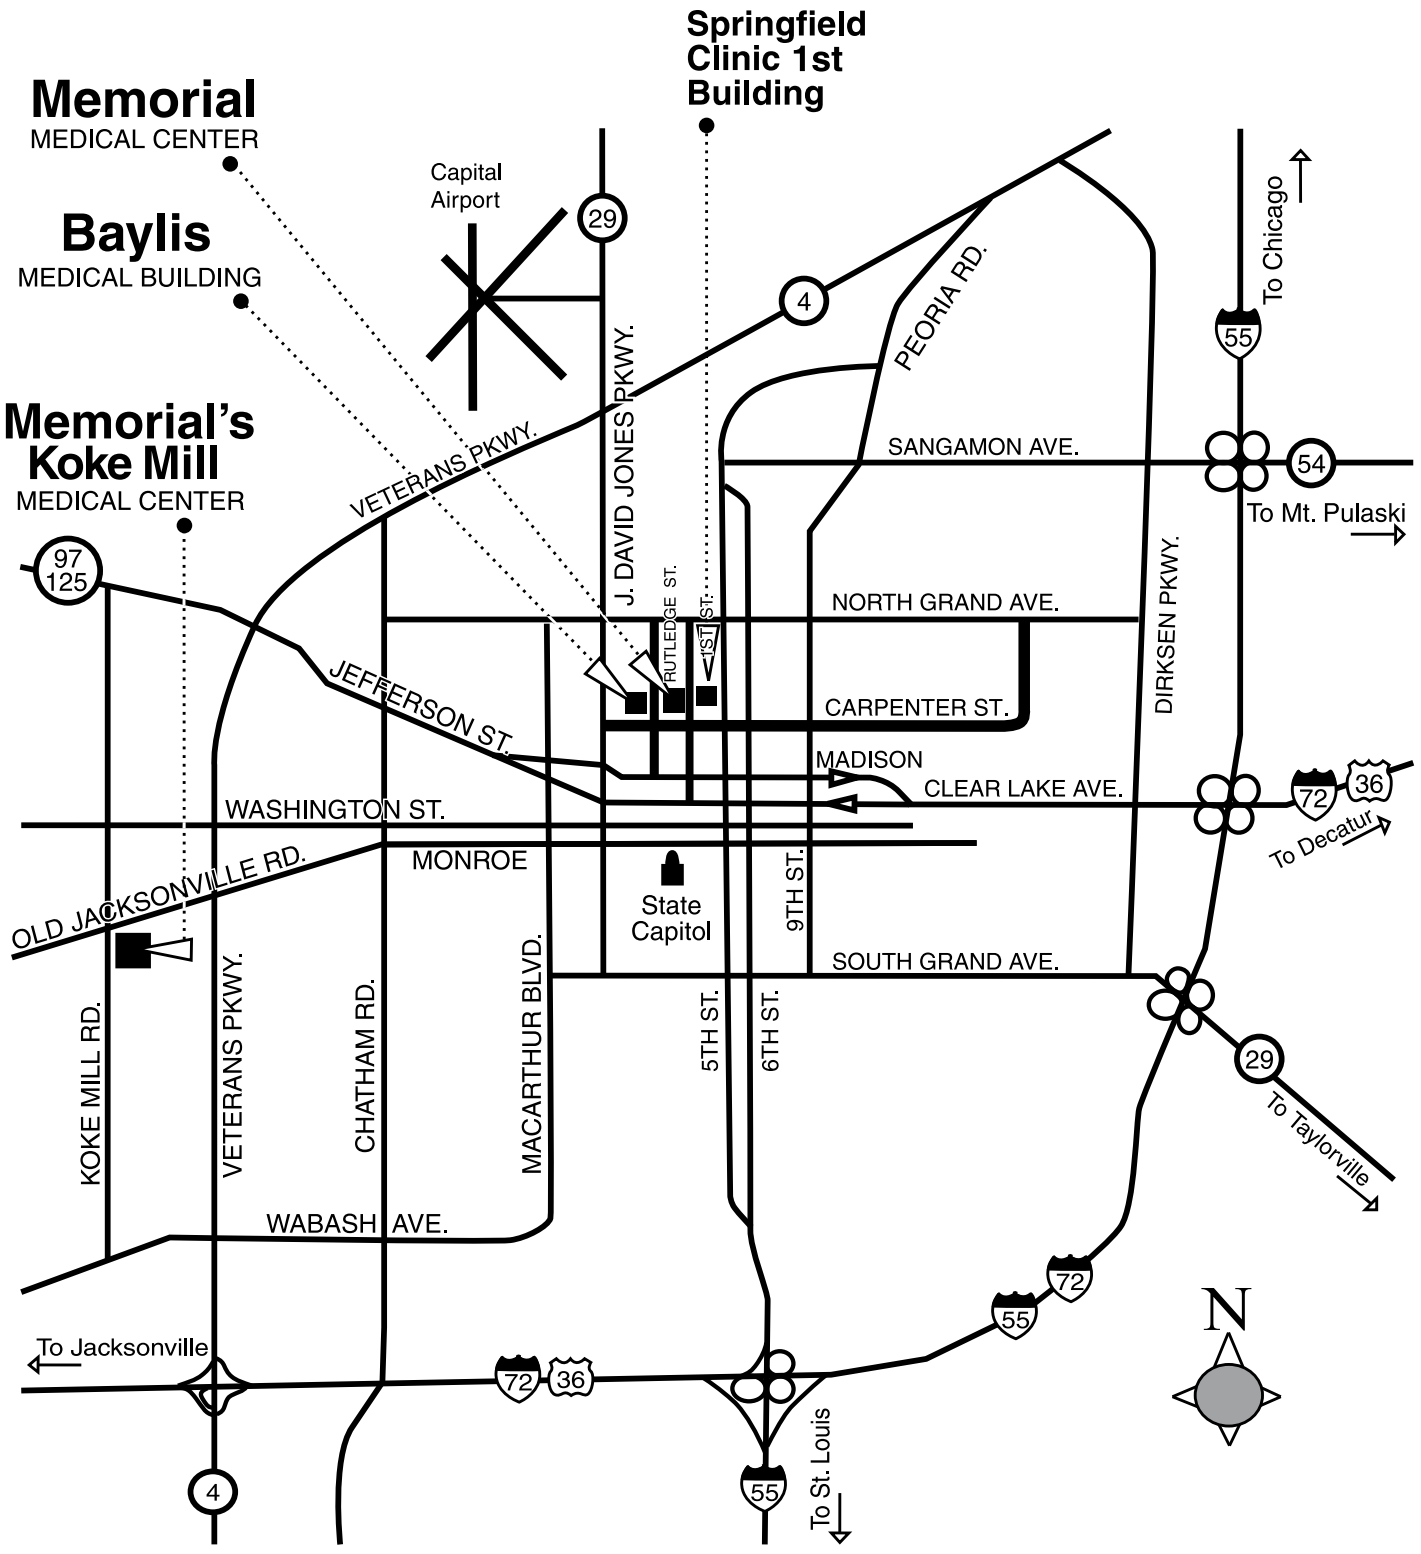 Springfield
Clinic 1st
Building
Memorial
MEDICAL CENTER
Capital
Airport
29
To Chicago
Baylis
MEDICAL BUILDING
4
PEORIA RD.
55
J. DAVID JONES PKWY.
Memorial's
Koke Mill
MEDICAL CENTER
VETERANS PKWY.
SANGAMON AVE.
54
To Mt. Pulaski
97
125
RUTLEDGE ST.
1ST ST.
NORTH GRAND AVE.
DIRKSEN PKWY.
JEFFERSON ST.
CARPENTER ST.
MADISON
CLEAR LAKE AVE.
72
36
To Decatur
WASHINGTON ST.
MONROE
OLD JACKSONVILLE RD.
State
Capitol
9TH ST.
SOUTH GRAND AVE.
KOKE MILL RD.
VETERANS PKWY.
CHATHAM RD.
MACARTHUR BLVD.
5TH ST.
6TH ST.
29
To Taylorville
WABASH AVE.
72
55
N
To Jacksonville
72
36
4
55
To St. Louis